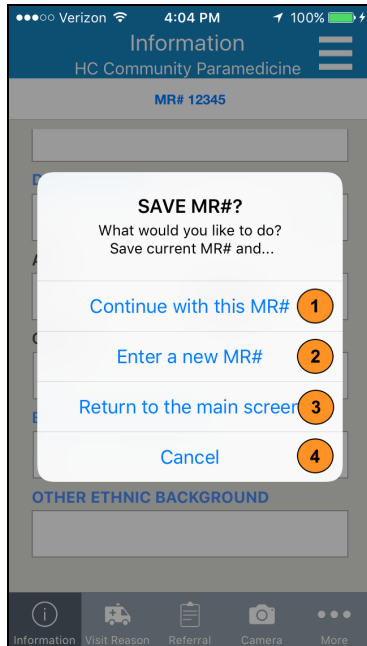 Verizon 4:04 PM 100%
Information
HC Community Paramedicine
MR# 12345
SAVE MR#?
What would you like to do?
Save current MR# and...
Continue with this MR# 1
Enter a new MR# 2
Return to the main screen 3
Cancel 4
OTHER ETHNIC BACKGROUND
Information Visit Reason Referral Camera More